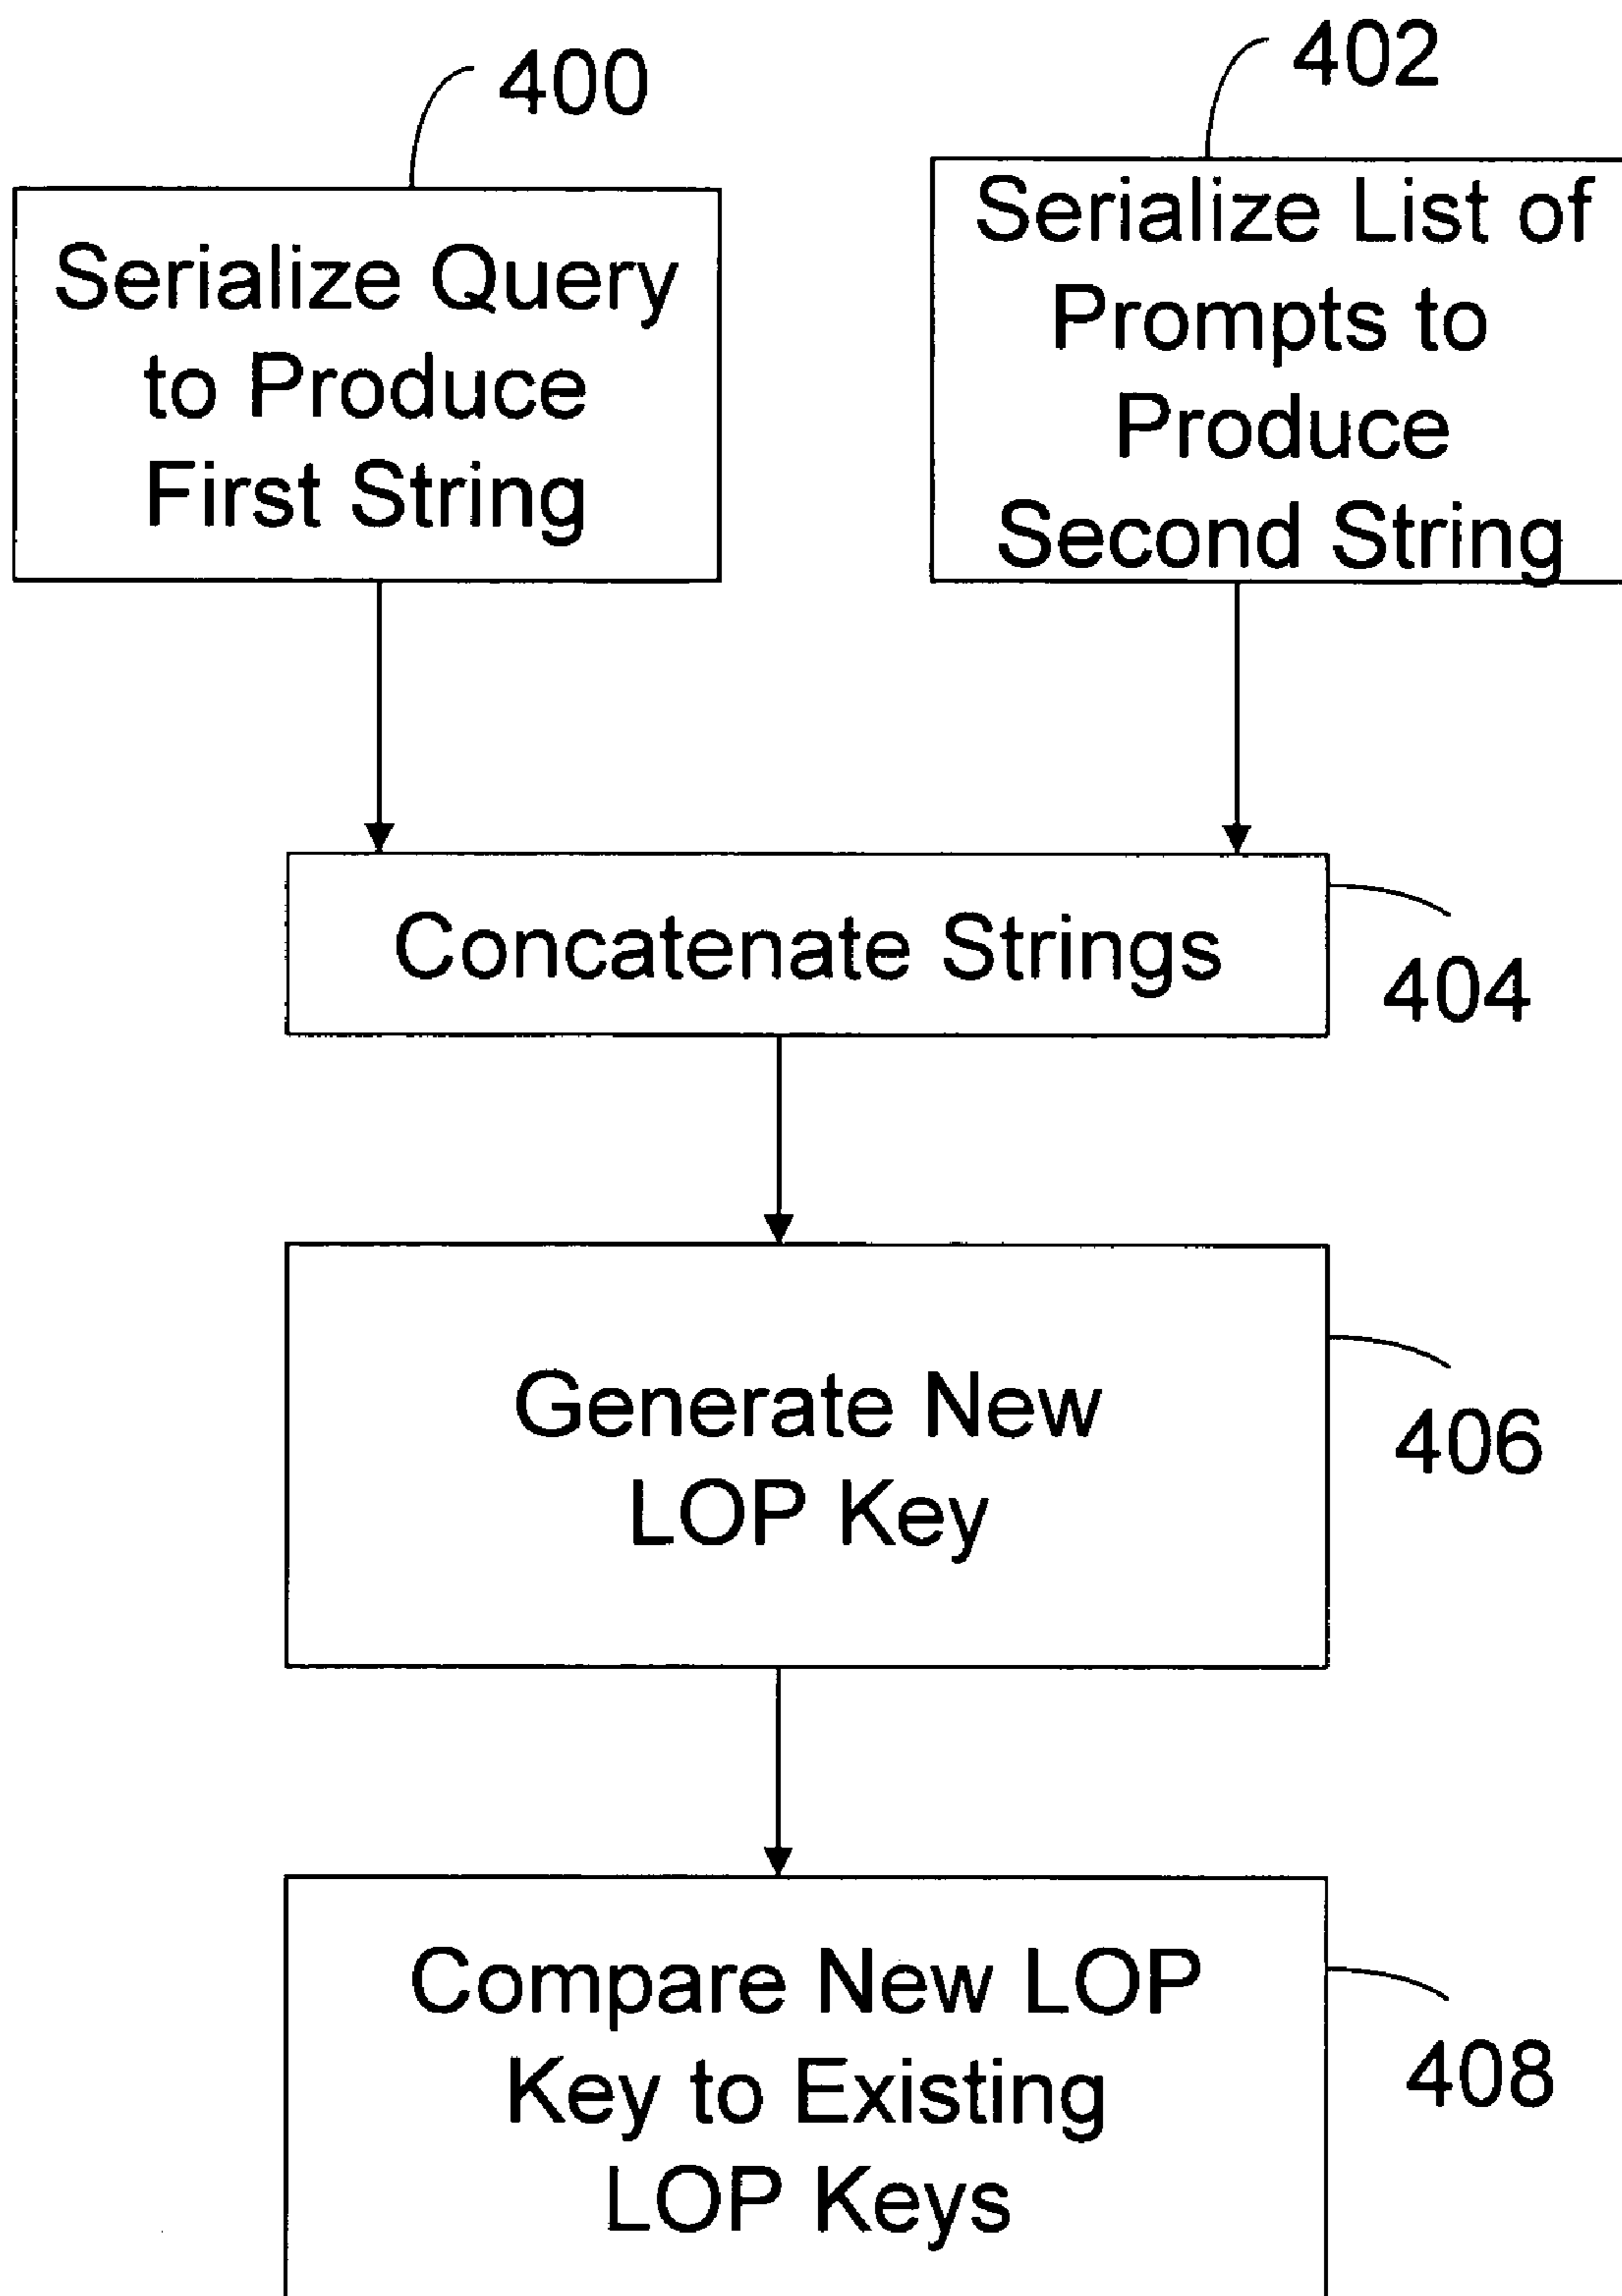 400
Serialize Query
to Produce
First String
402
Serialize List of
Prompts to
Produce
Second String
Concatenate Strings
404
Generate New
LOP Key
406
Compare New LOP
Key to Existing
LOP Keys
408